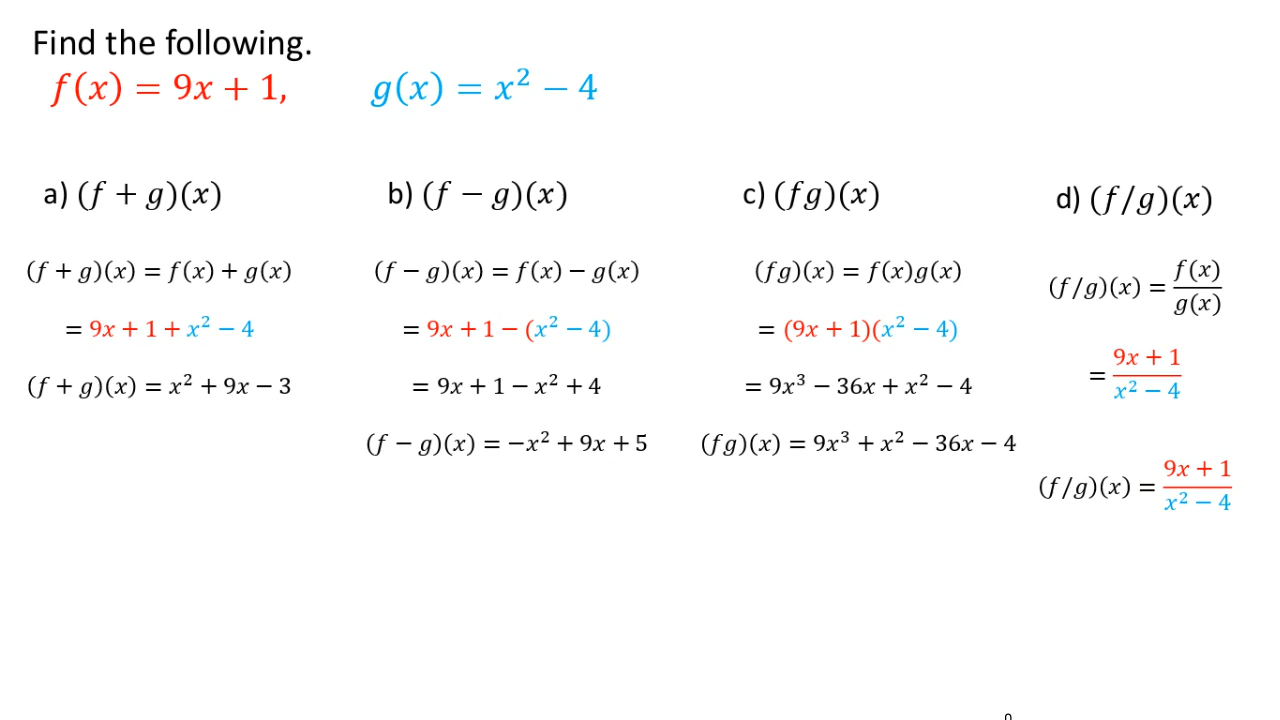 Find the following.
f(x) = 9x + 1,    g(x) = x² − 4
a) (f + g)(x)
(f + g)(x) = f(x) + g(x)
= 9x + 1 + x² − 4
(f + g)(x) = x² + 9x − 3
b) (f − g)(x)
(f − g)(x) = f(x) − g(x)
= 9x + 1 − (x² − 4)
= 9x + 1 − x² + 4
(f − g)(x) = −x² + 9x + 5
c) (fg)(x)
(fg)(x) = f(x)g(x)
= (9x + 1)(x² − 4)
= 9x³ − 36x + x² − 4
(fg)(x) = 9x³ + x² − 36x − 4
d) (f/g)(x)
(f/g)(x) = f(x)/g(x)
= (9x + 1)/(x² − 4)
(f/g)(x) = (9x + 1)/(x² − 4)